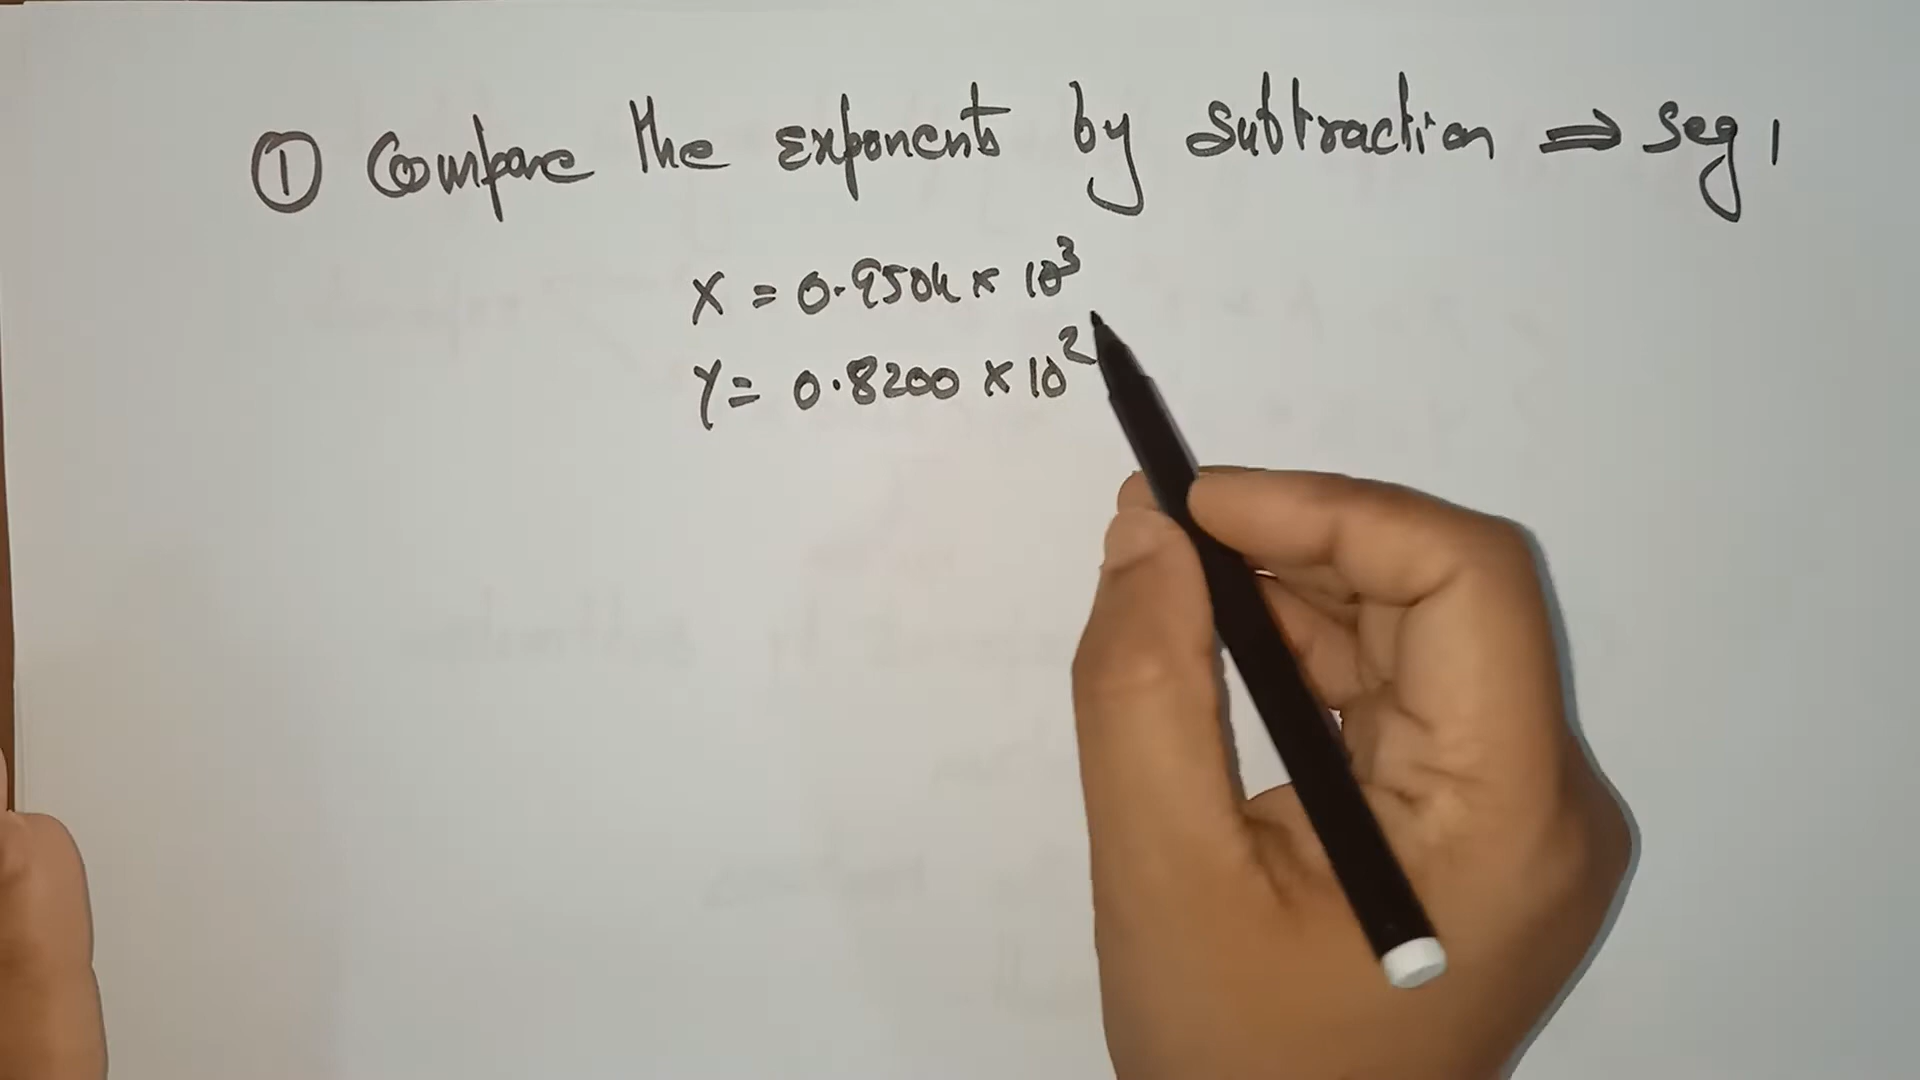 ① Compare the exponents by subtraction ⇒ seg 1
X = 0.9504 × 10³
Y = 0.8200 × 10²